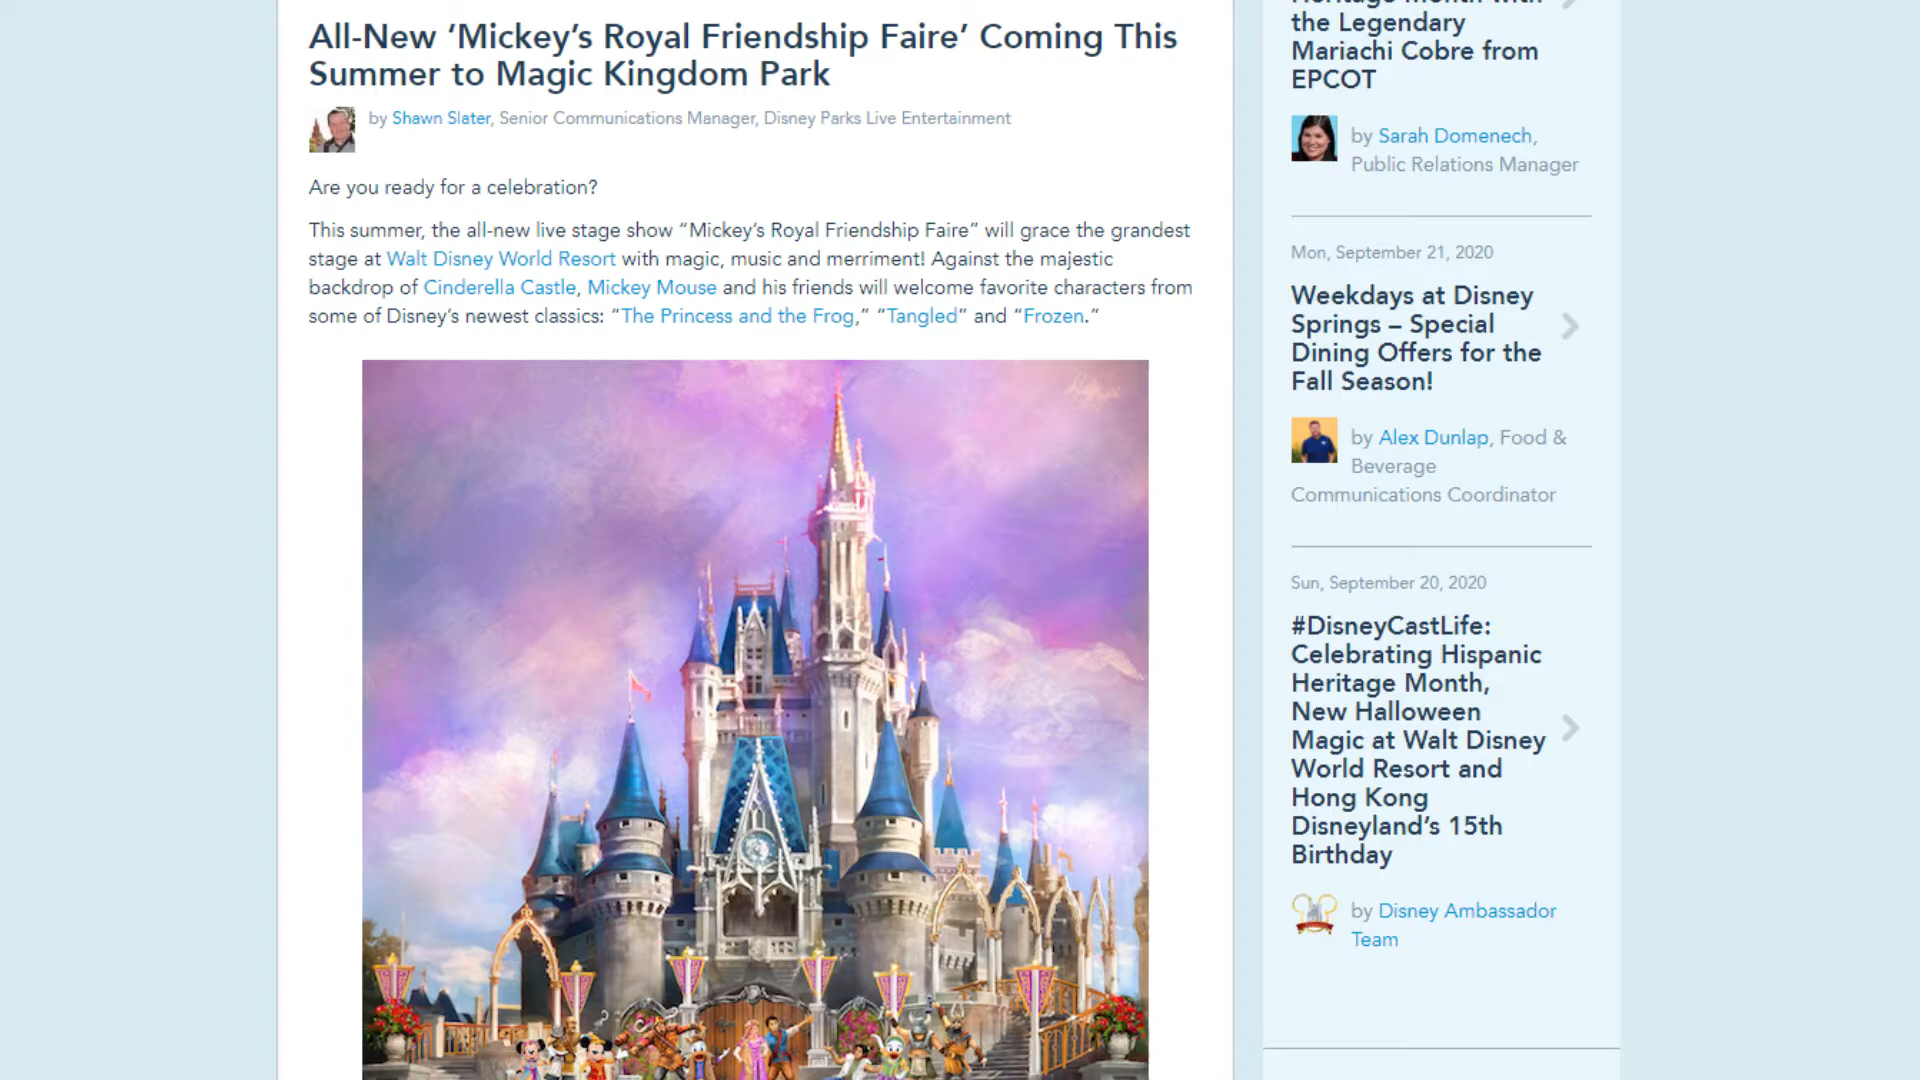 All-New ‘Mickey’s Royal Friendship Faire’ Coming This
Summer to Magic Kingdom Park
by Shawn Slater, Senior Communications Manager, Disney Parks Live Entertainment
Are you ready for a celebration?
This summer, the all-new live stage show “Mickey’s Royal Friendship Faire” will grace the grandest
stage at Walt Disney World Resort with magic, music and merriment! Against the majestic
backdrop of Cinderella Castle, Mickey Mouse and his friends will welcome favorite characters from
some of Disney’s newest classics: “The Princess and the Frog,” “Tangled” and “Frozen.”
Heritage Month with
the Legendary
Mariachi Cobre from
EPCOT
by Sarah Domenech,
Public Relations Manager
Mon, September 21, 2020
Weekdays at Disney
Springs – Special
Dining Offers for the
Fall Season!
by Alex Dunlap, Food &
Beverage
Communications Coordinator
Sun, September 20, 2020
#DisneyCastLife:
Celebrating Hispanic
Heritage Month,
New Halloween
Magic at Walt Disney
World Resort and
Hong Kong
Disneyland’s 15th
Birthday
by Disney Ambassador
Team